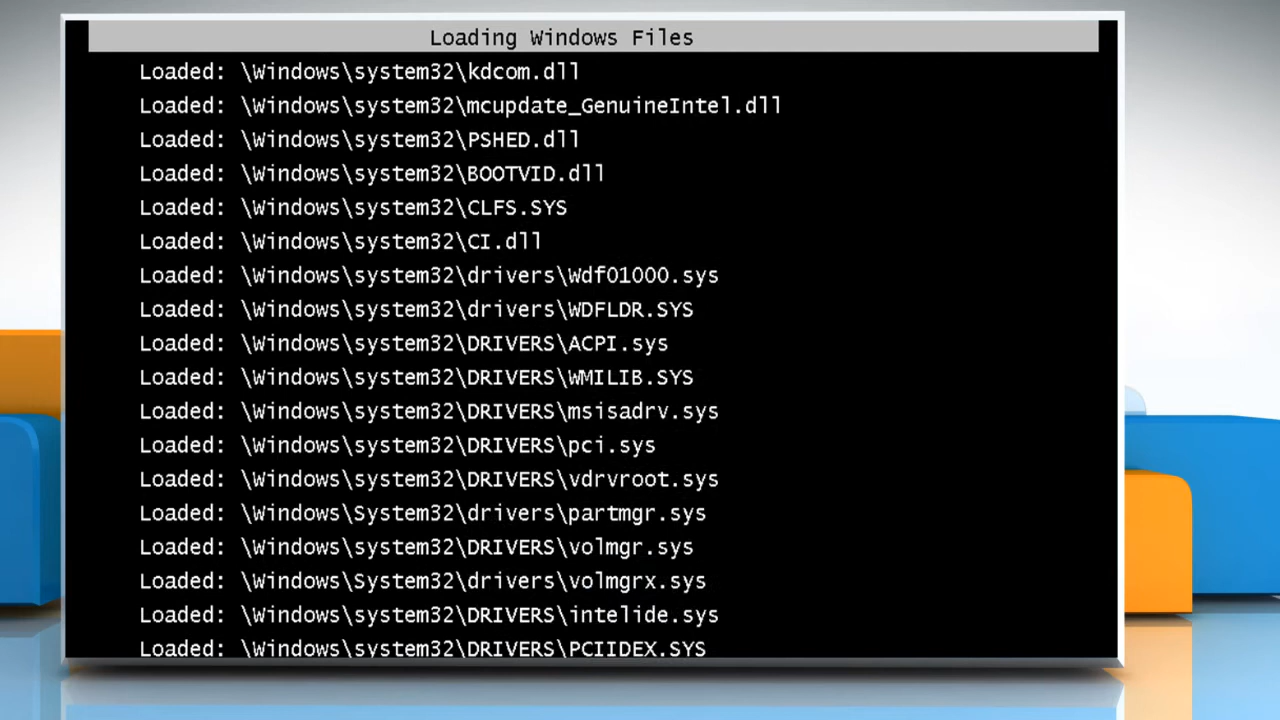 Loading Windows Files
Loaded: \Windows\system32\kdcom.dll
Loaded: \Windows\system32\mcupdate_GenuineIntel.dll
Loaded: \Windows\system32\PSHED.dll
Loaded: \Windows\system32\BOOTVID.dll
Loaded: \Windows\system32\CLFS.SYS
Loaded: \Windows\system32\CI.dll
Loaded: \Windows\system32\drivers\Wdf01000.sys
Loaded: \Windows\system32\drivers\WDFLDR.SYS
Loaded: \Windows\system32\DRIVERS\ACPI.sys
Loaded: \Windows\system32\DRIVERS\WMILIB.SYS
Loaded: \Windows\system32\DRIVERS\msisadrv.sys
Loaded: \Windows\system32\DRIVERS\pci.sys
Loaded: \Windows\system32\DRIVERS\vdrvroot.sys
Loaded: \Windows\System32\drivers\partmgr.sys
Loaded: \Windows\system32\DRIVERS\volmgr.sys
Loaded: \Windows\System32\drivers\volmgrx.sys
Loaded: \Windows\system32\DRIVERS\intelide.sys
Loaded: \Windows\system32\DRIVERS\PCIIDEX.SYS